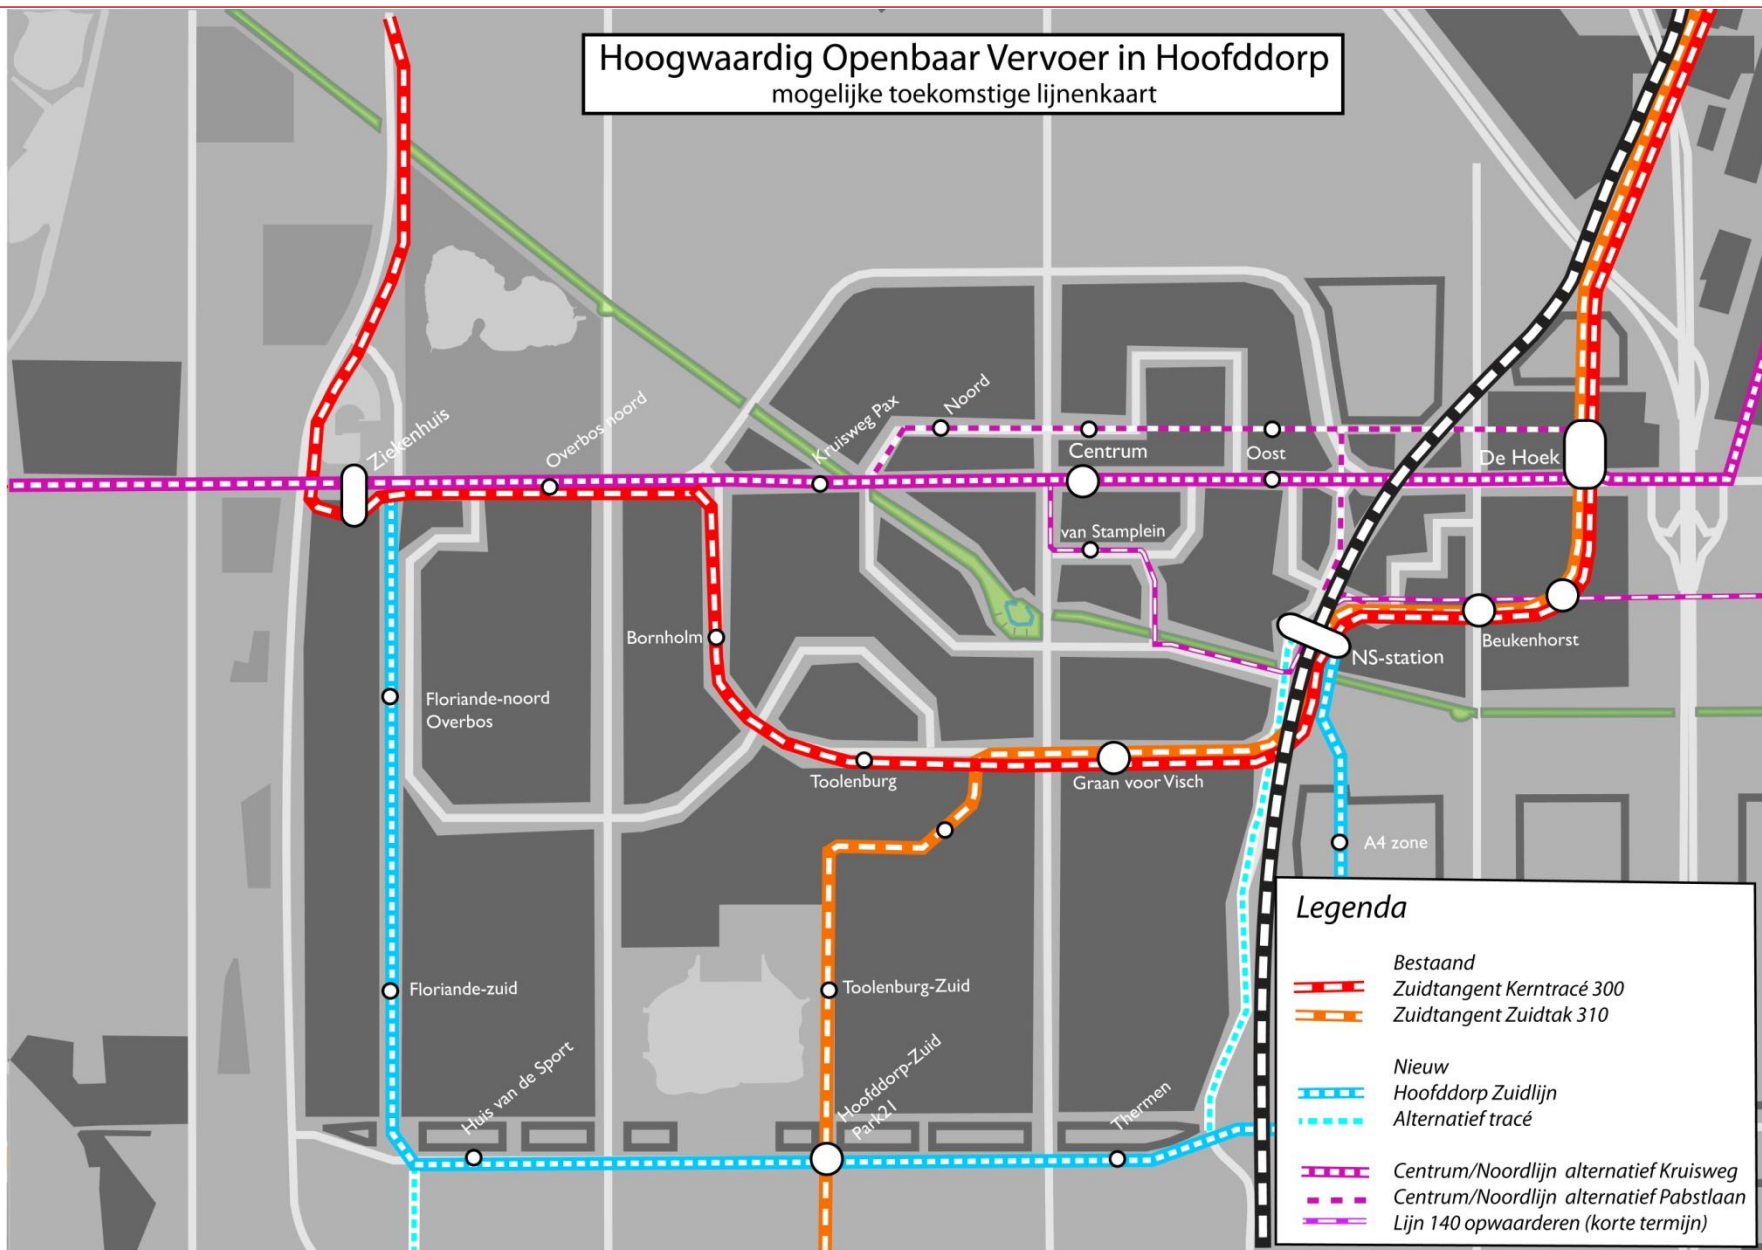 Hoogwaardig Openbaar Vervoer in Hoofddorp
mogelijke toekomstige lijnenkaart
Ziekenhuis
Overbos noord
Kruisweg Pax
Noord
Centrum
Oost
De Hoek
van Stamplein
Bornholm
Beukenhorst
NS-station
Floriande-noord
Overbos
Toolenburg
Graan voor Visch
A4 zone
Floriande-zuid
Toolenburg-Zuid
Huis van de Sport
Hoofddorp-Zuid
Park21
Thermen
Legenda
Bestaand
Zuidtangent Kerntracé 300
Zuidtangent Zuidtak 310
Nieuw
Hoofddorp Zuidlijn
Alternatief tracé
Centrum/Noordlijn alternatief Kruisweg
Centrum/Noordlijn alternatief Pabstlaan
Lijn 140 opwaarderen (korte termijn)